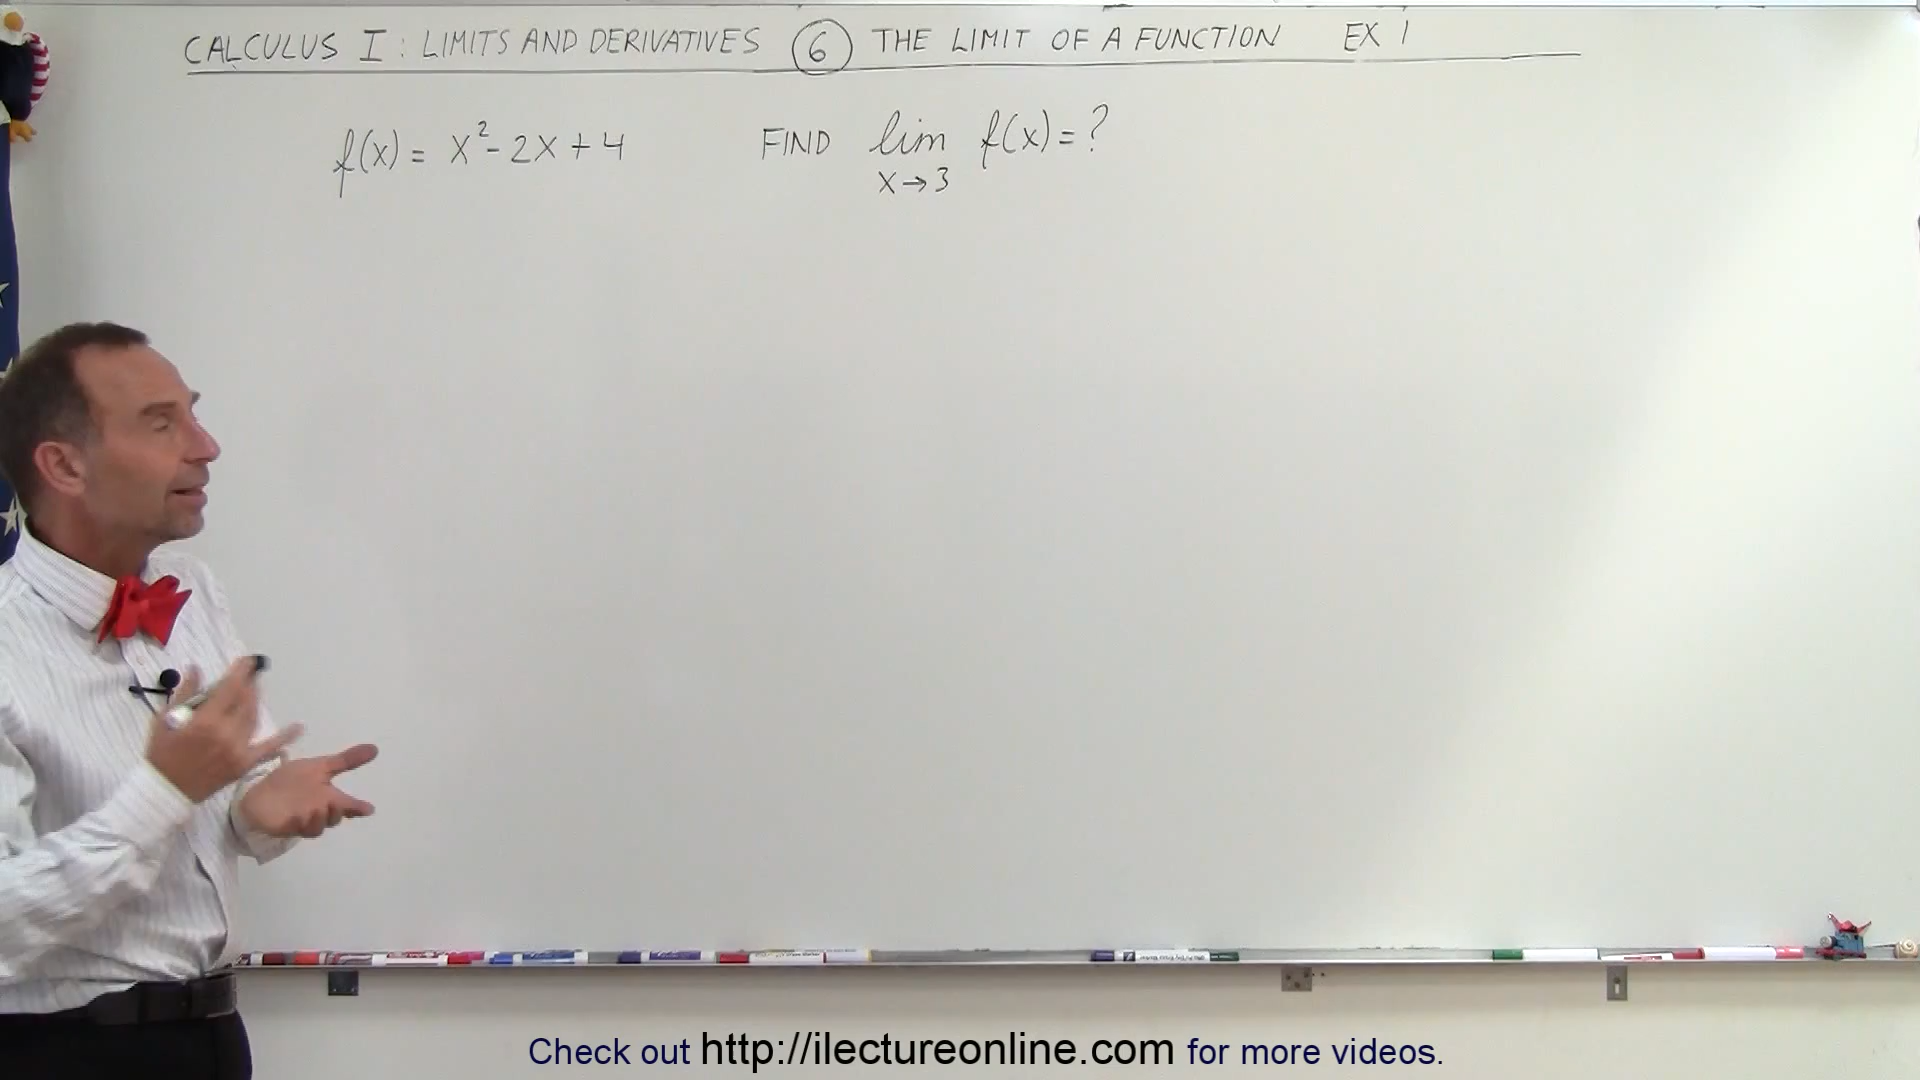 CALCULUS I : LIMITS AND DERIVATIVES 6 THE LIMIT OF A FUNCTION EX 1
f(x) = x² - 2x + 4 FIND lim f(x) = ?
x→3
Check out http://ilectureonline.com for more videos.